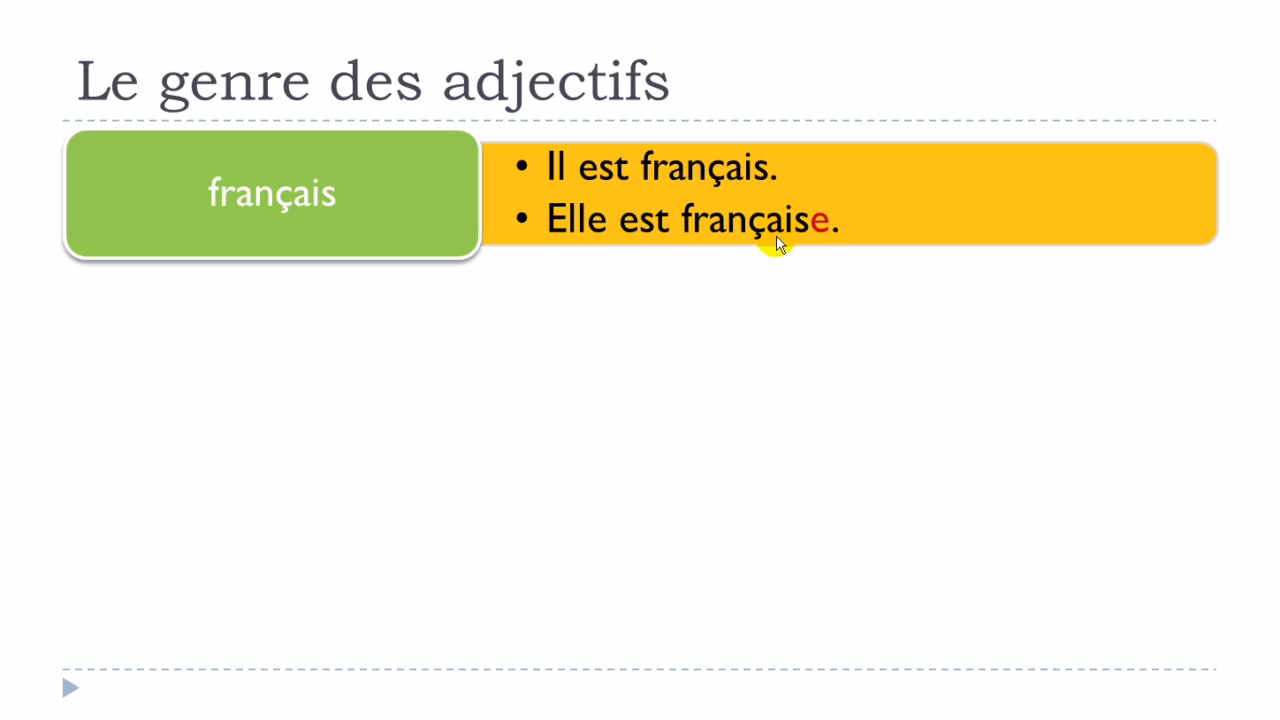 Le genre des adjectifs
français
• Il est français.
• Elle est française.